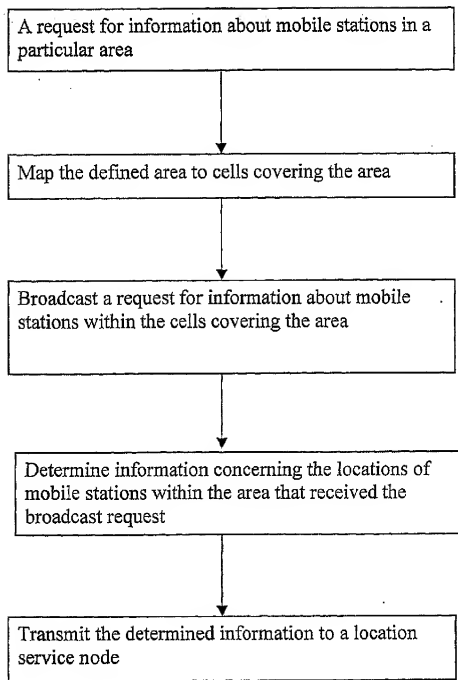 A request for information about mobile stations in a
particular area
Map the defined area to cells covering the area
Broadcast a request for information about mobile
stations within the cells covering the area
Determine information concerning the locations of
mobile stations within the area that received the
broadcast request
Transmit the determined information to a location
service node